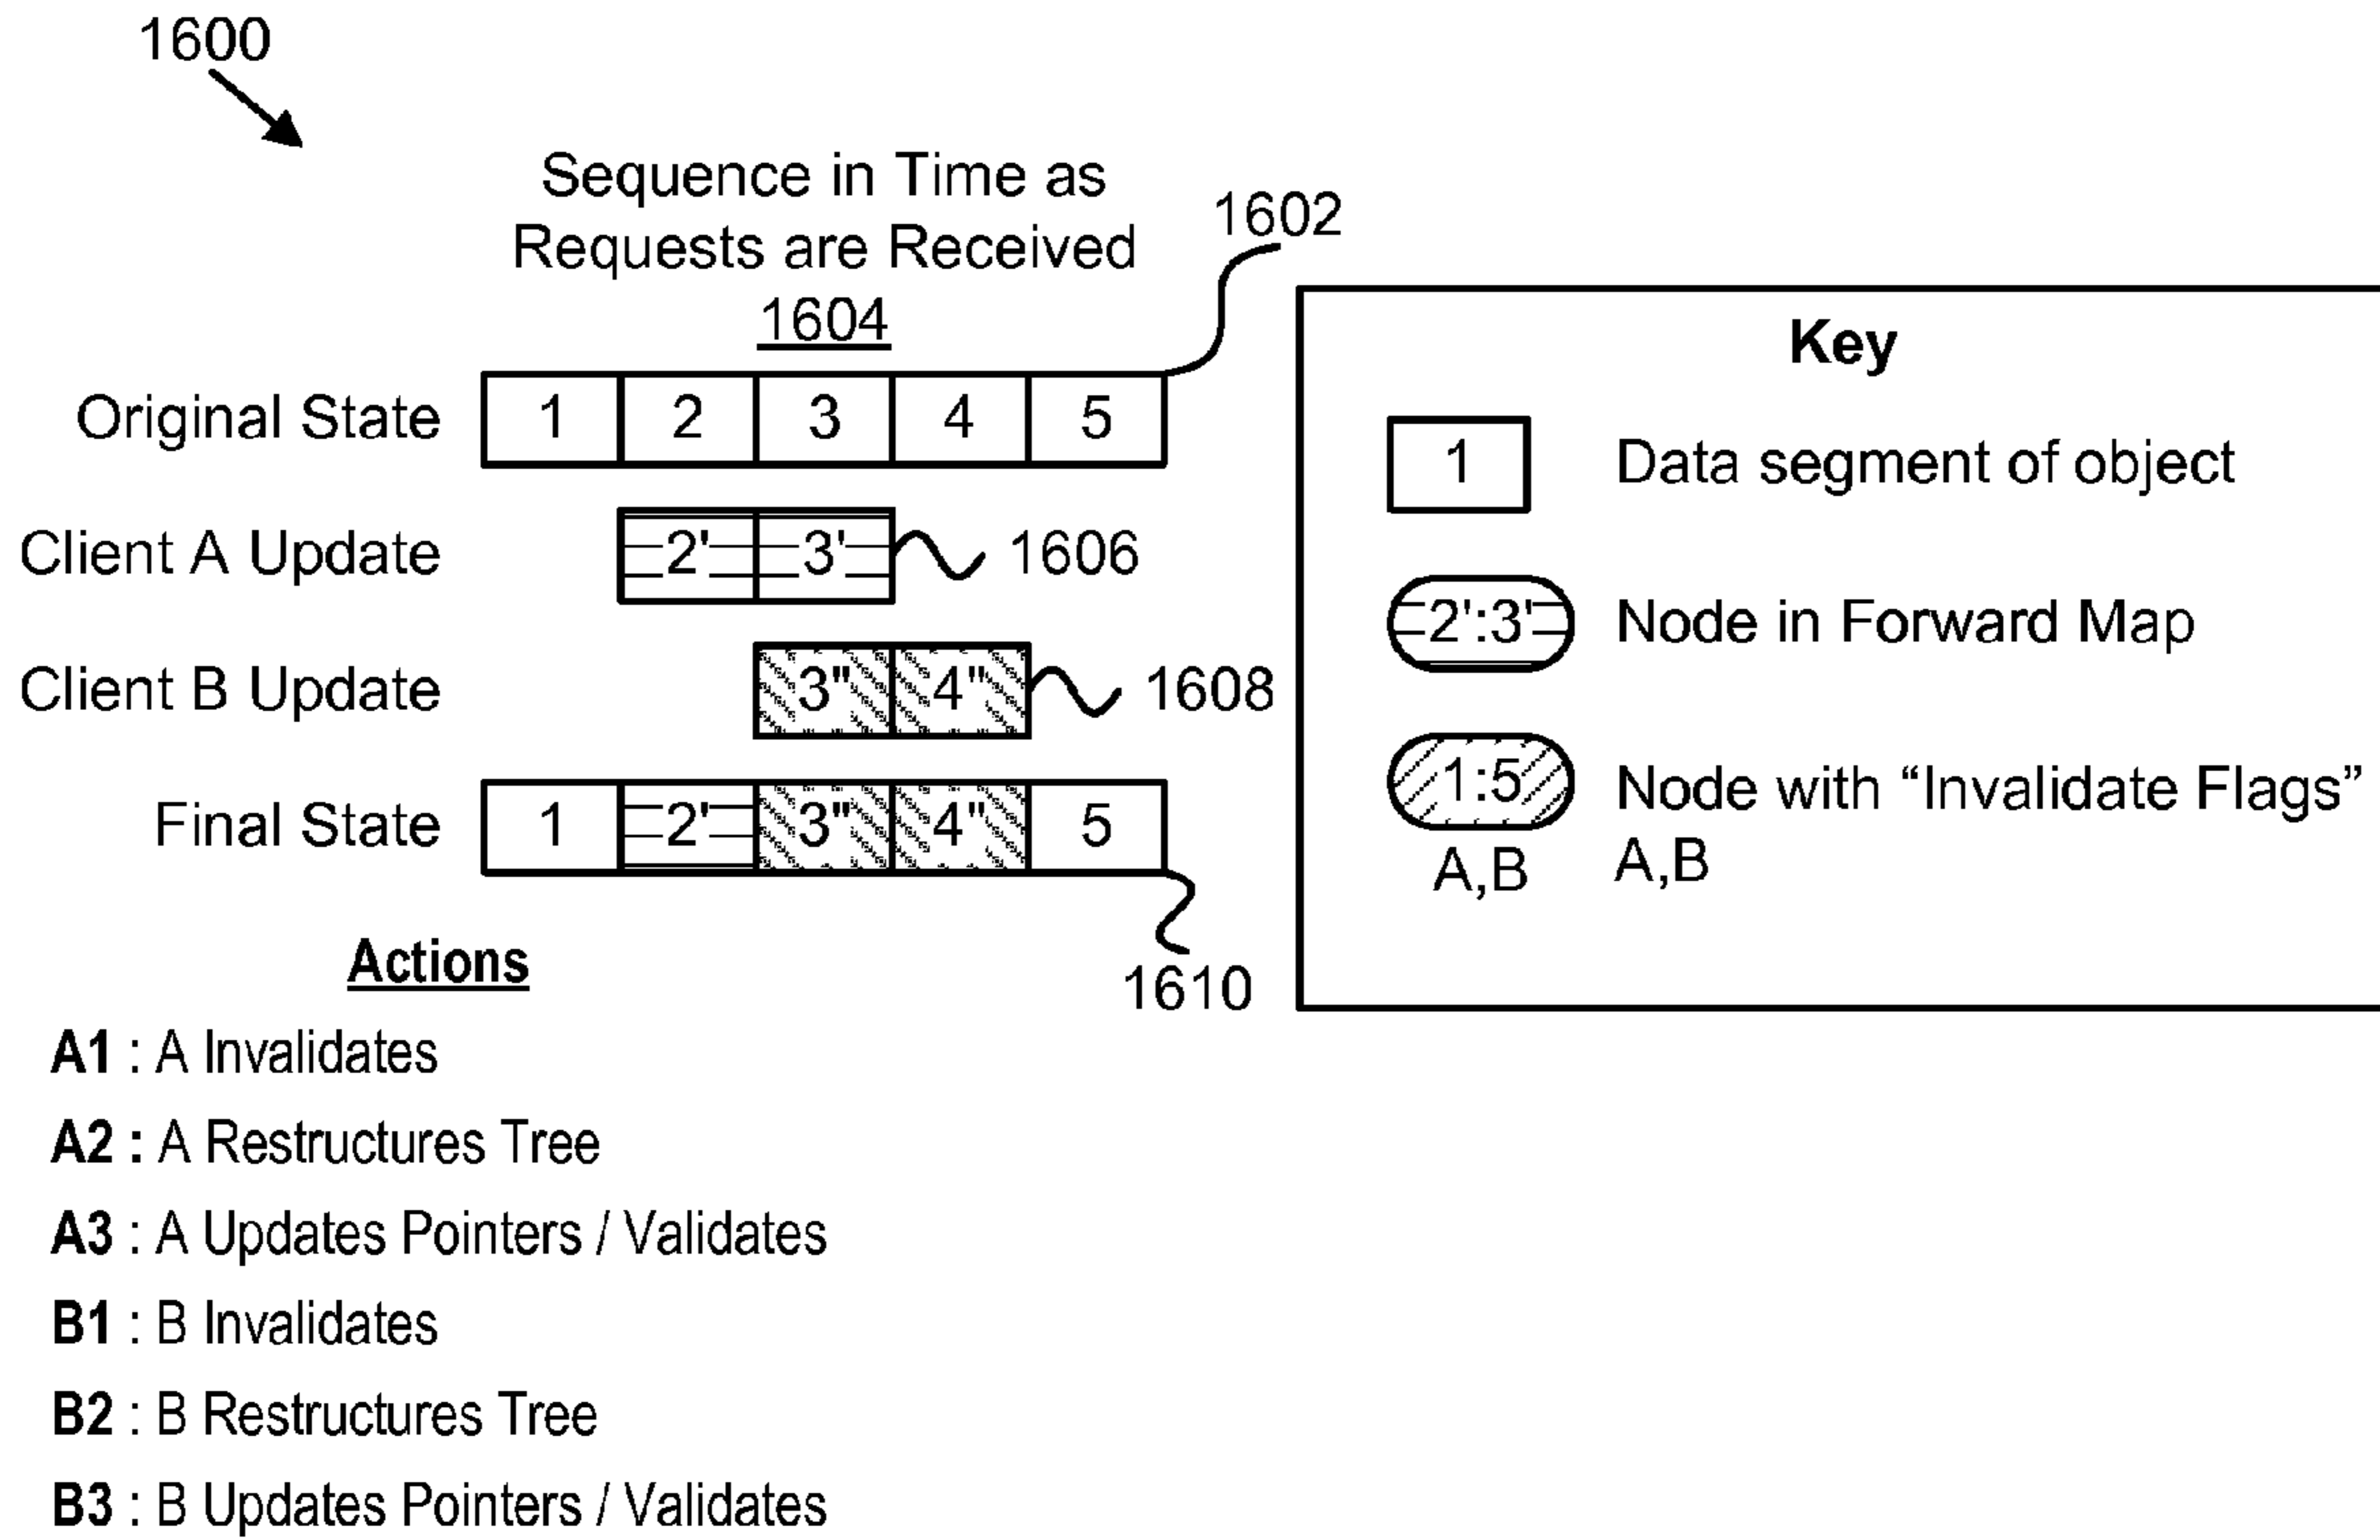 1600
Sequence in Time as
Requests are Received
1604
1602
Original State 1 2 3 4 5
Client A Update 2' 3' 1606
Client B Update 3" 4" 1608
Final State 1 2' 3" 4" 5
1610
Key
1 Data segment of object
2':3' Node in Forward Map
1:5 Node with “Invalidate Flags”
A,B A,B
Actions
A1 : A Invalidates
A2 : A Restructures Tree
A3 : A Updates Pointers / Validates
B1 : B Invalidates
B2 : B Restructures Tree
B3 : B Updates Pointers / Validates